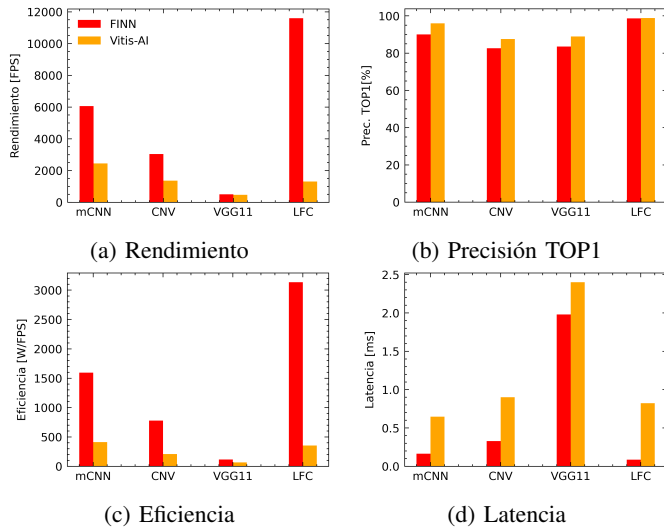 12000
10000
8000
6000
4000
2000
0
Rendimiento [FPS]
FINN
Vitis-AI
mCNN CNV VGG11 LFC
(a) Rendimiento
100
80
60
40
20
0
Prec. TOP1[%]
mCNN CNV VGG11 LFC
(b) Precisión TOP1
3000
2500
2000
1500
1000
500
0
Eficiencia [W/FPS]
mCNN CNV VGG11 LFC
(c) Eficiencia
2.5
2.0
1.5
1.0
0.5
0.0
Latencia [ms]
mCNN CNV VGG11 LFC
(d) Latencia